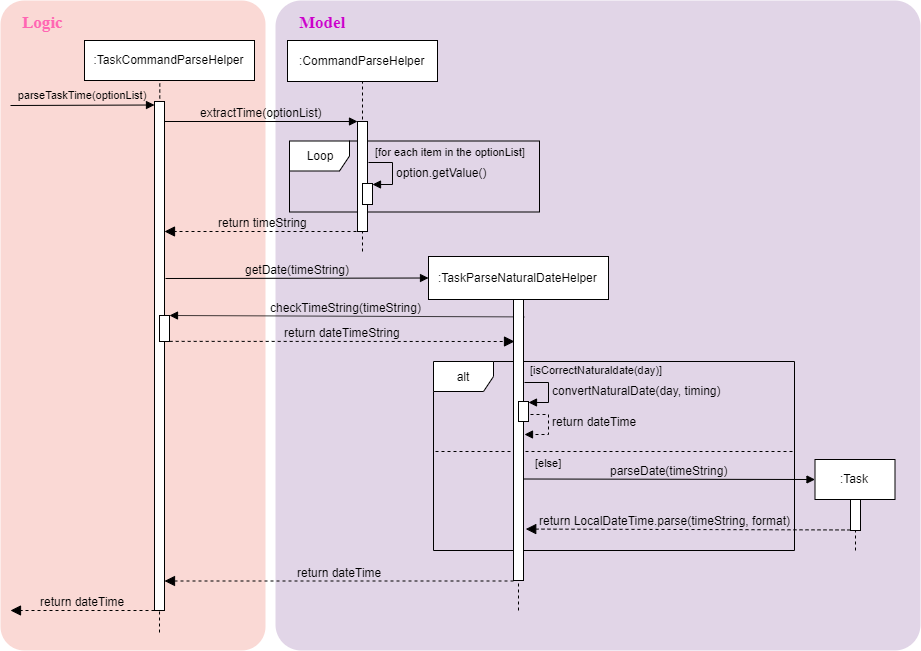 Logic
Model
:TaskCommandParseHelper
:CommandParseHelper
parseTaskTime(optionList)
extractTime(optionList)
Loop
[for each item in the optionList]
option.getValue()
return timeString
getDate(timeString)
:TaskParseNaturalDateHelper
checkTimeString(timeString)
return dateTimeString
alt
[isCorrectNaturaldate(day)]
convertNaturalDate(day, timing)
return dateTime
[else]
parseDate(timeString)
:Task
return LocalDateTime.parse(timeString, format)
return dateTime
return dateTime